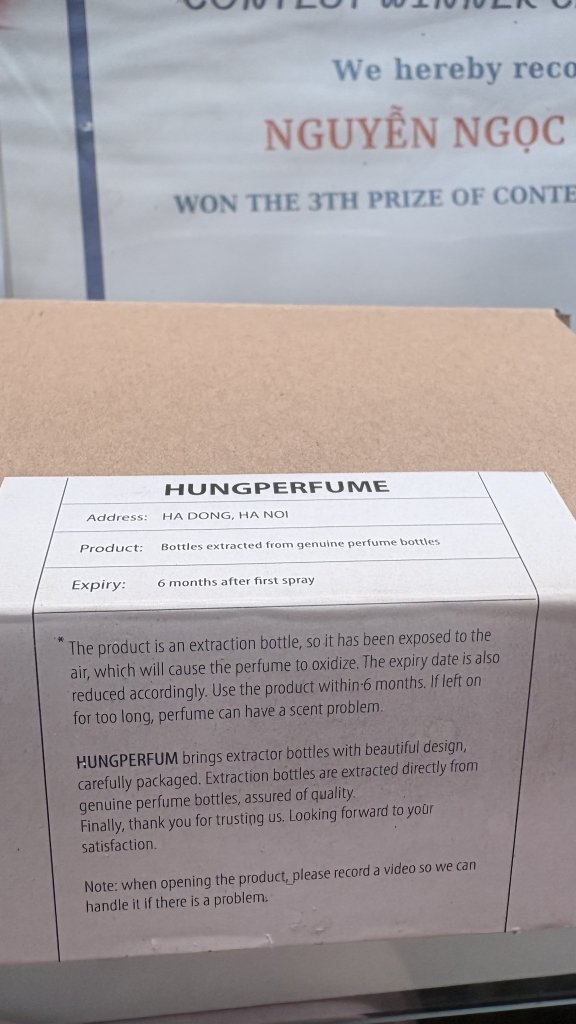 CONTEST WINNER
We hereby
NGUYỄN NGỌC
WON THE 3TH PRIZE OF
HUNGPERFUME
Address: HA DONG, HA NOI
Product: Bottles extracted from genuine perfume bottles
Expiry: 6 months after first spray
* The product is an extraction bottle, so it has been exposed to the
air, which will cause the perfume to oxidize. The expiry date is also
reduced accordingly. Use the product within 6 months. If left on
for too long, perfume can have a scent problem.
HUNGPERFUM brings extractor bottles with beautiful design,
carefully packaged. Extraction bottles are extracted directly from
genuine perfume bottles, assured of quality.
Finally, thank you for trusting us. Looking forward to your
satisfaction.
Note: when opening the product, please record a video so we can
handle it if there is a problem.